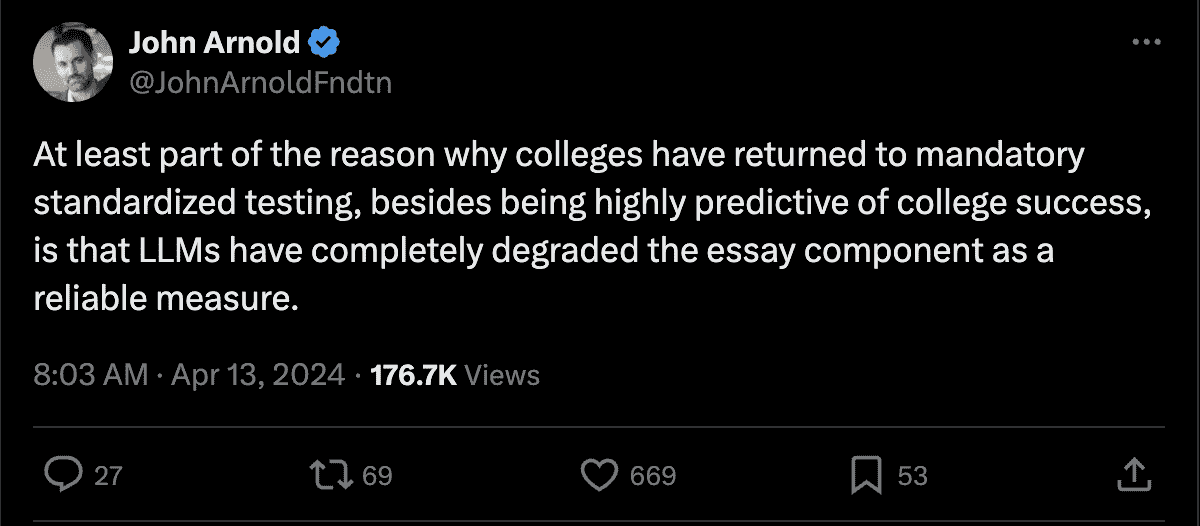 John Arnold
@JohnArnoldFndtn
At least part of the reason why colleges have returned to mandatory
standardized testing, besides being highly predictive of college success,
is that LLMs have completely degraded the essay component as a
reliable measure.
8:03 AM · Apr 13, 2024 · 176.7K Views
27 69 669 53